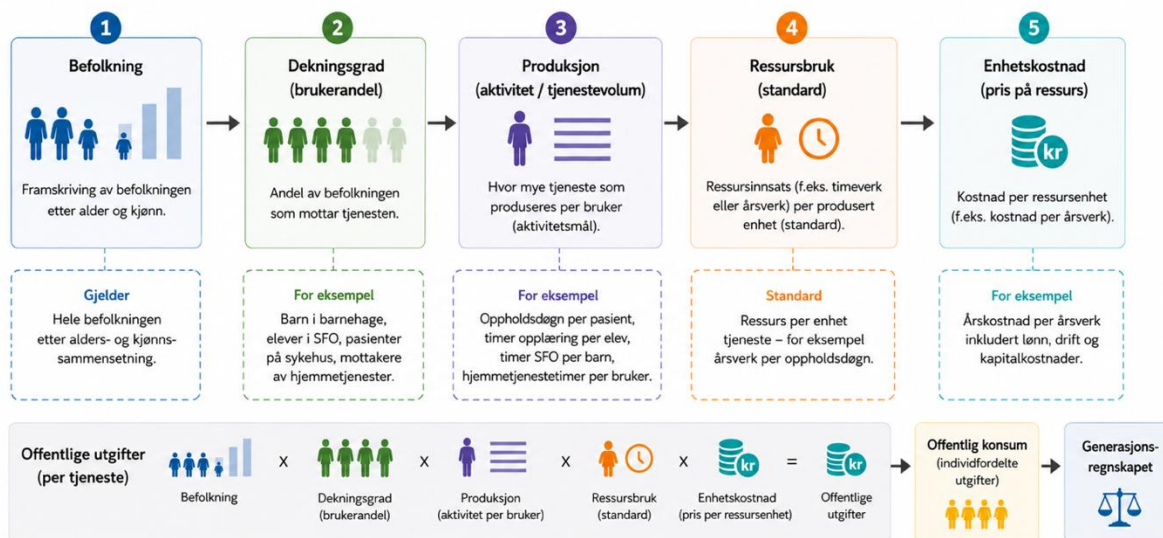 1
Befolkning
Framskriving av befolkningen
etter alder og kjønn.
Gjelder
Hele befolkningen
etter alders- og kjønns-
sammensetning.
2
Dekningsgrad
(brukerandel)
Andel av befolkningen
som mottar tjenesten.
For eksempel
Barn i barnehage,
elever i SFO, pasienter
på sykehus, mottakere
av hjemmetjenester.
3
Produksjon
(aktivitet / tjenestevolum)
Hvor mye tjeneste som
produseres per bruker
(aktivitetsmål).
For eksempel
Oppholdsdøgn per pasient,
timer opplæring per elev,
timer SFO per barn,
hjemmetjenestetimer per bruker.
4
Ressursbruk
(standard)
Ressursinnsats (f.eks. timeverk
eller årsverk) per produsert
enhet (standard).
Standard
Ressurs per enhet
tjeneste – for eksempel
årsverk per oppholdsdøgn.
5
Enhetskostnad
(pris på ressurs)
kr
Kostnad per ressursenhet
(f.eks. kostnad per årsverk).
For eksempel
Årskostnad per årsverk
inkludert lønn, drift og
kapitalkostnader.
Offentlige utgifter
(per tjeneste)
Befolkning
x
Dekningsgrad
(brukerandel)
x
Produksjon
(aktivitet per bruker)
x
Ressursbruk
(standard)
x
kr
Enhetskostnad
(pris per ressursenhet)
=
kr
Offentlige
utgifter
Offentlig konsum
(individfordelte
utgifter)
Generasjons-
regnskapet